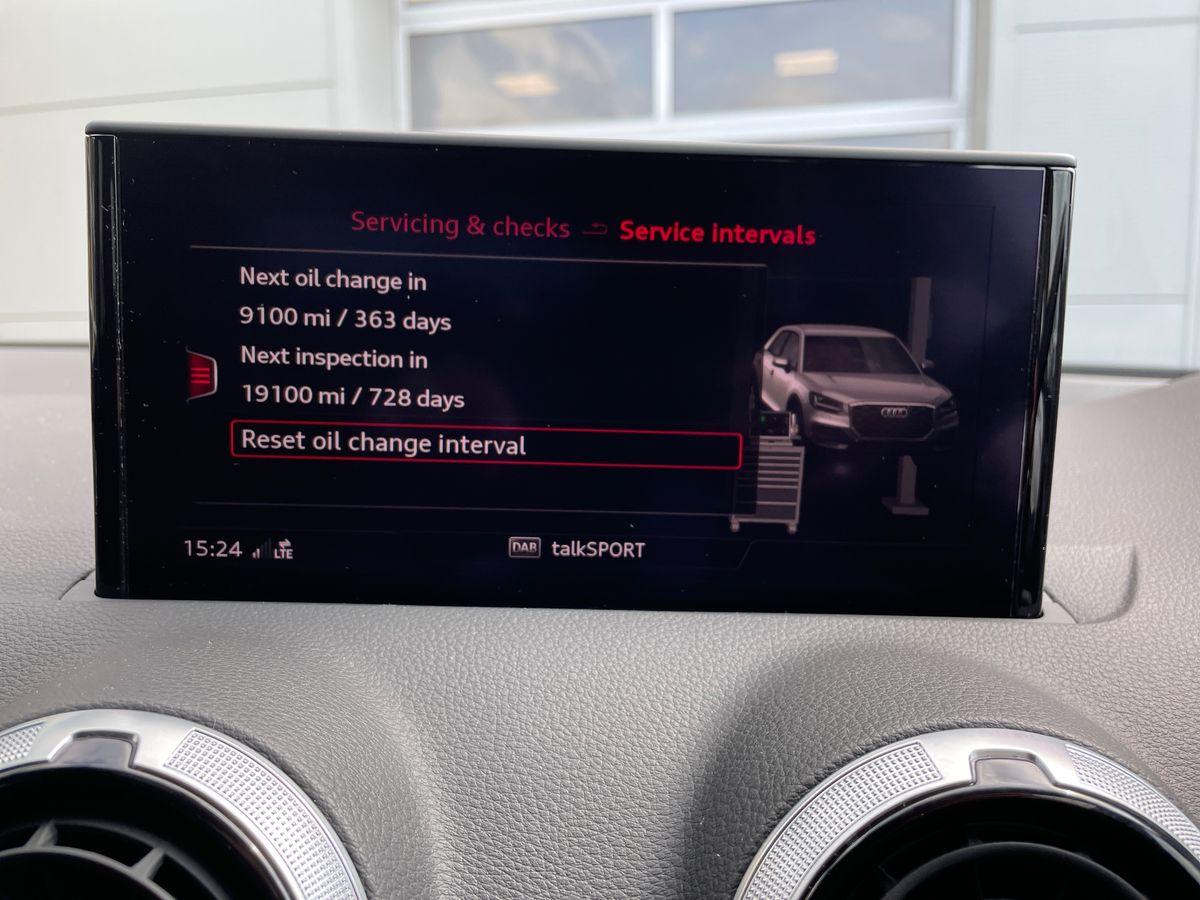 Servicing & checks Service intervals
Next oil change in
9100 mi / 363 days
Next inspection in
19100 mi / 728 days
Reset oil change interval
15:24 LTE DAB talkSPORT